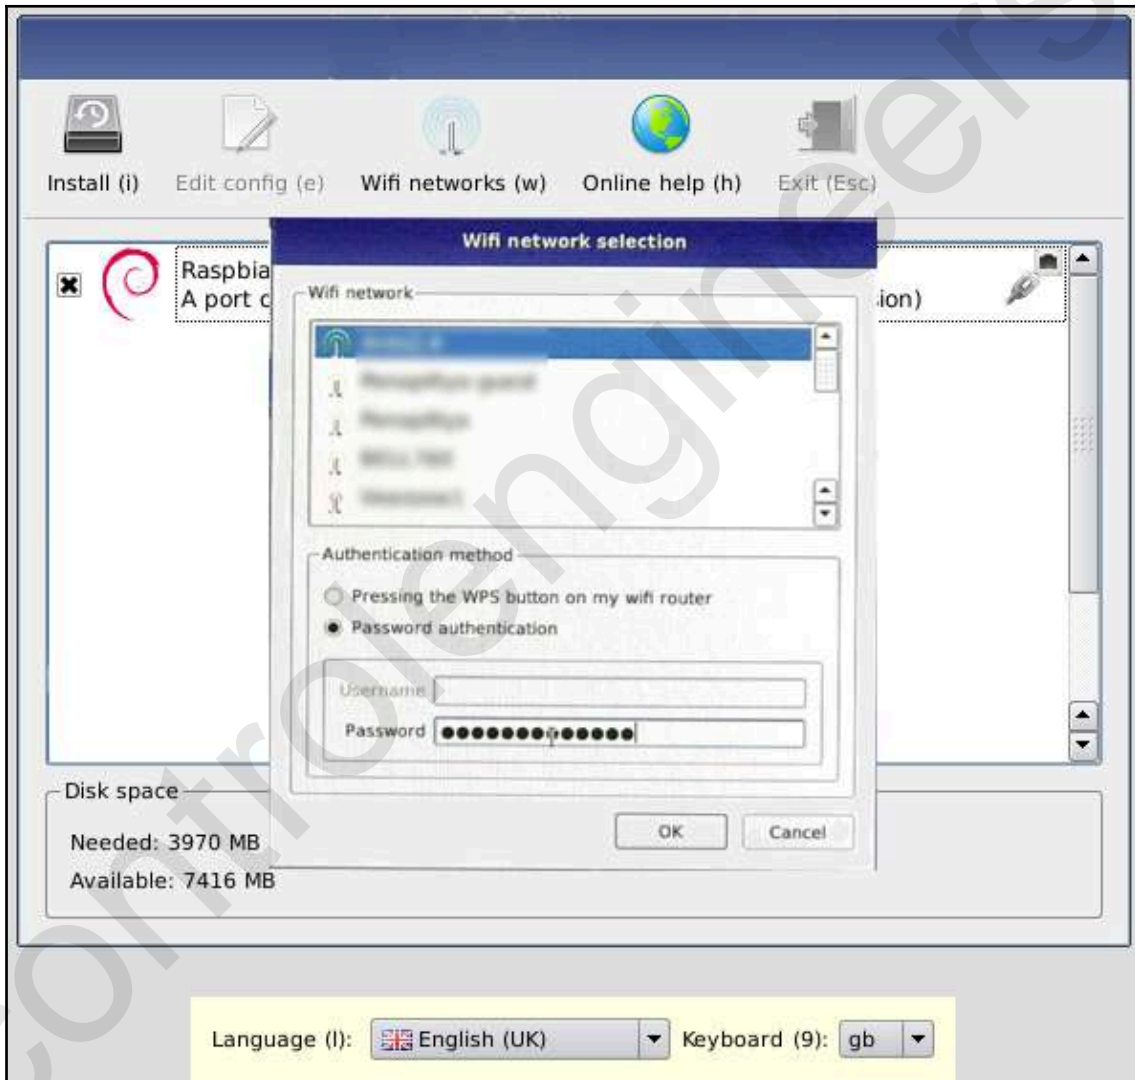 Install (i) Edit config (e) Wifi networks (w) Online help (h) Exit (Esc)
Wifi network selection
Raspbia
A port c
ion)
Wifi network
Authentication method
Pressing the WPS button on my wifi router
Password authentication
Username
Password
OK Cancel
Disk space
Needed: 3970 MB
Available: 7416 MB
Language (l): English (UK) Keyboard (9): gb
controlengineers